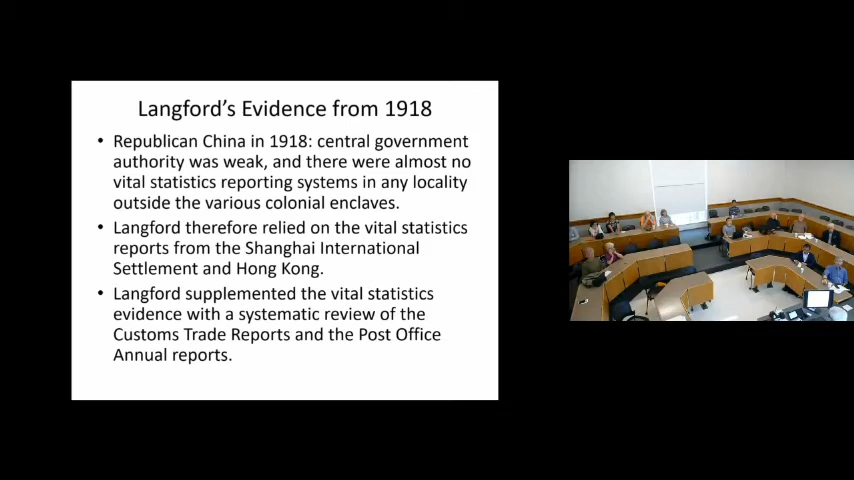 Langford's Evidence from 1918
• Republican China in 1918: central government
authority was weak, and there were almost no
vital statistics reporting systems in any locality
outside the various colonial enclaves.
• Langford therefore relied on the vital statistics
reports from the Shanghai International
Settlement and Hong Kong.
• Langford supplemented the vital statistics
evidence with a systematic review of the
Customs Trade Reports and the Post Office
Annual reports.